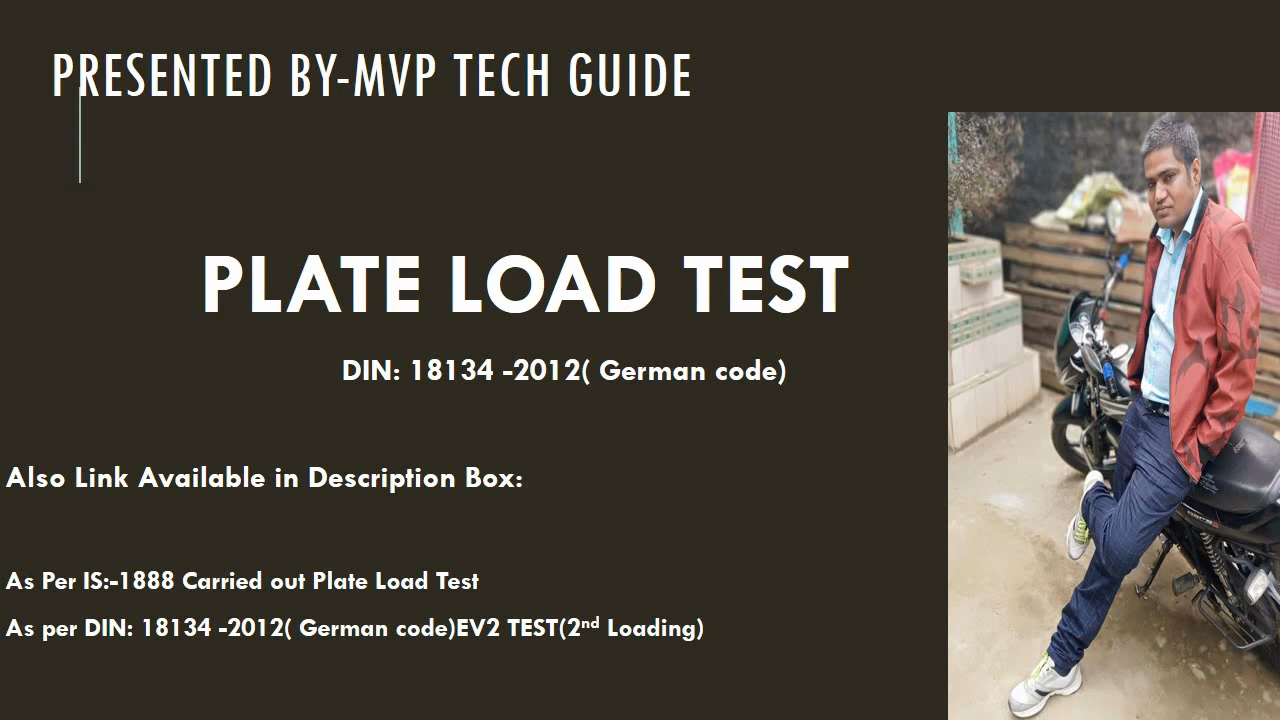 PRESENTED BY-MVP TECH GUIDE
PLATE LOAD TEST
DIN: 18134 -2012( German code)
Also Link Available in Description Box:
As Per IS:-1888 Carried out Plate Load Test
As per DIN: 18134 -2012( German code)EV2 TEST(2nd Loading)